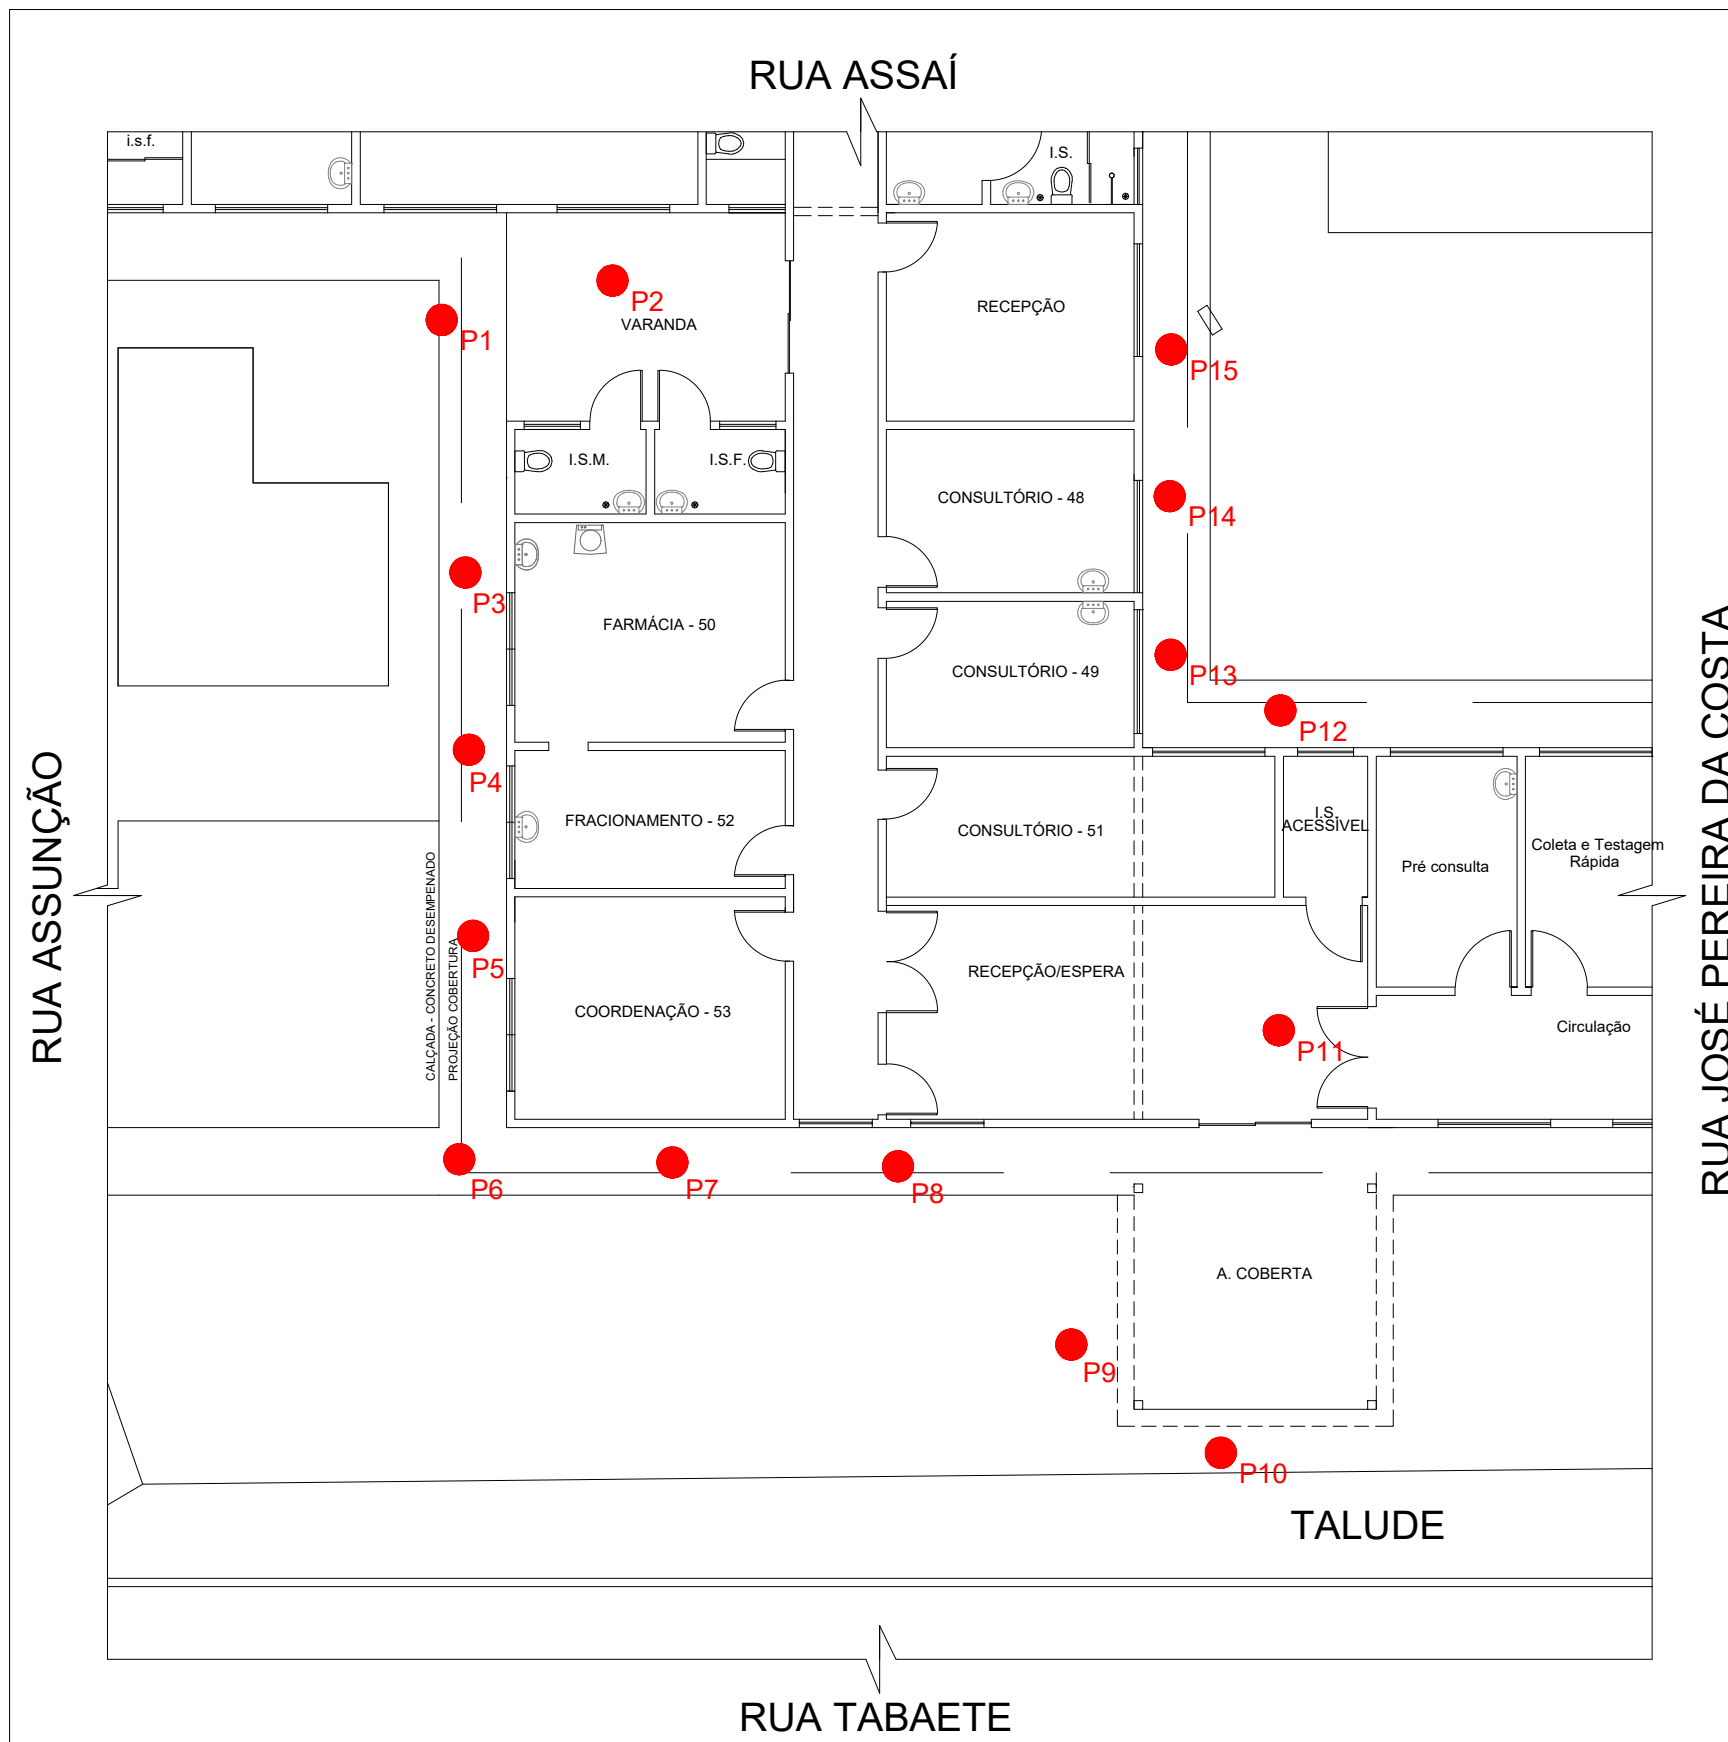 RUA ASSAÍ
i.s.f.
I.S.
P2
VARANDA
P1
RECEPÇÃO
P15
I.S.M.
I.S.F.
CONSULTÓRIO - 48
P14
P3
FARMÁCIA - 50
CONSULTÓRIO - 49
P13
P12
P4
FRACIONAMENTO - 52
CONSULTÓRIO - 51
I.S.
ACESSÍVEL
Pré consulta
Coleta e Testagem
Rápida
RUA ASSUNÇÃO
RUA JOSÉ PEREIRA DA COSTA
CALÇADA - CONCRETO DESEMPENADO
PROJEÇÃO COBERTURA
P5
COORDENAÇÃO - 53
RECEPÇÃO/ESPERA
P11
Circulação
P6
P7
P8
A. COBERTA
P9
P10
TALUDE
RUA TABAETE